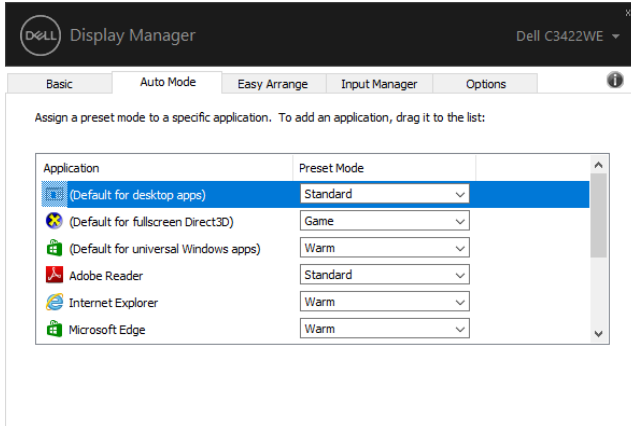 DELL Display Manager
Dell C3422WE
Basic Auto Mode Easy Arrange Input Manager Options
Assign a preset mode to a specific application. To add an application, drag it to the list:
Application Preset Mode
(Default for desktop apps) Standard
(Default for fullscreen Direct3D) Game
(Default for universal Windows apps) Warm
Adobe Reader Standard
Internet Explorer Warm
Microsoft Edge Warm